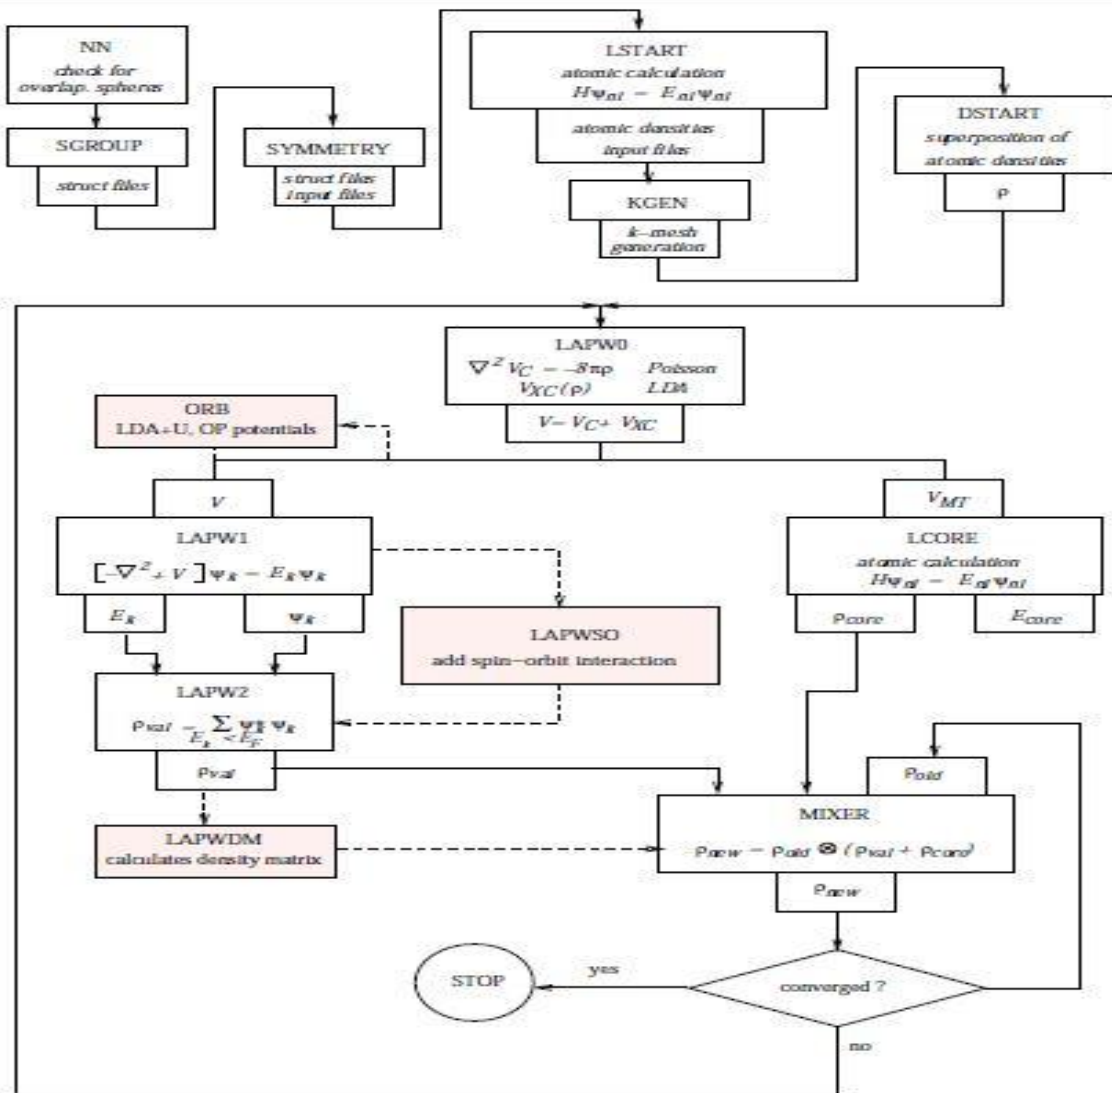 NN
check for
overlap. spheres
SGROUP
struct files
SYMMETRY
struct files
input files
LSTART
atomic calculation
Hψnl − Enlψnl
atomic densities
input files
KGEN
k−mesh
generation
DSTART
superposition of
atomic densities
ρ
LAPW0
∇²VC − −8πρ Poisson
VXC(ρ) LDA
V− VC+ VXC
ORB
LDA+U, OP potentials
V
LAPW1
[−∇²+V]ψk − Ekψk
Ek ψk
VMT
LCORE
atomic calculation
Hψnl − Enlψnl
ρcore Ecore
LAPWSO
add spin−orbit interaction
LAPW2
ρval − Σ ψ*k ψk
Ek <EF
ρval
LAPWDM
calculates density matrix
ρold
MIXER
ρnew − ρold ⊗ (ρval + ρcore)
ρnew
STOP
yes
converged ?
no